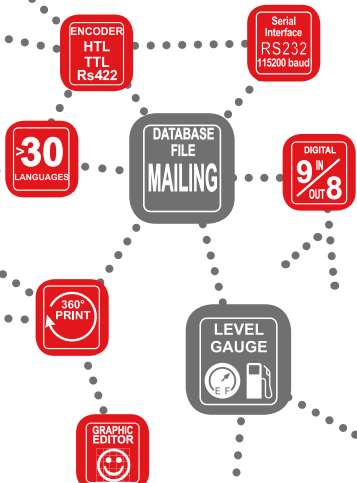 ENCODER
HTL
TTL
Rs422
Serial
Interface
RS232
115200 baud
>30
LANGUAGES
DATABASE
FILE
MAILING
DIGITAL
9 IN
OUT 8
360°
PRINT
LEVEL
GAUGE
E F
GRAPHIC
EDITOR